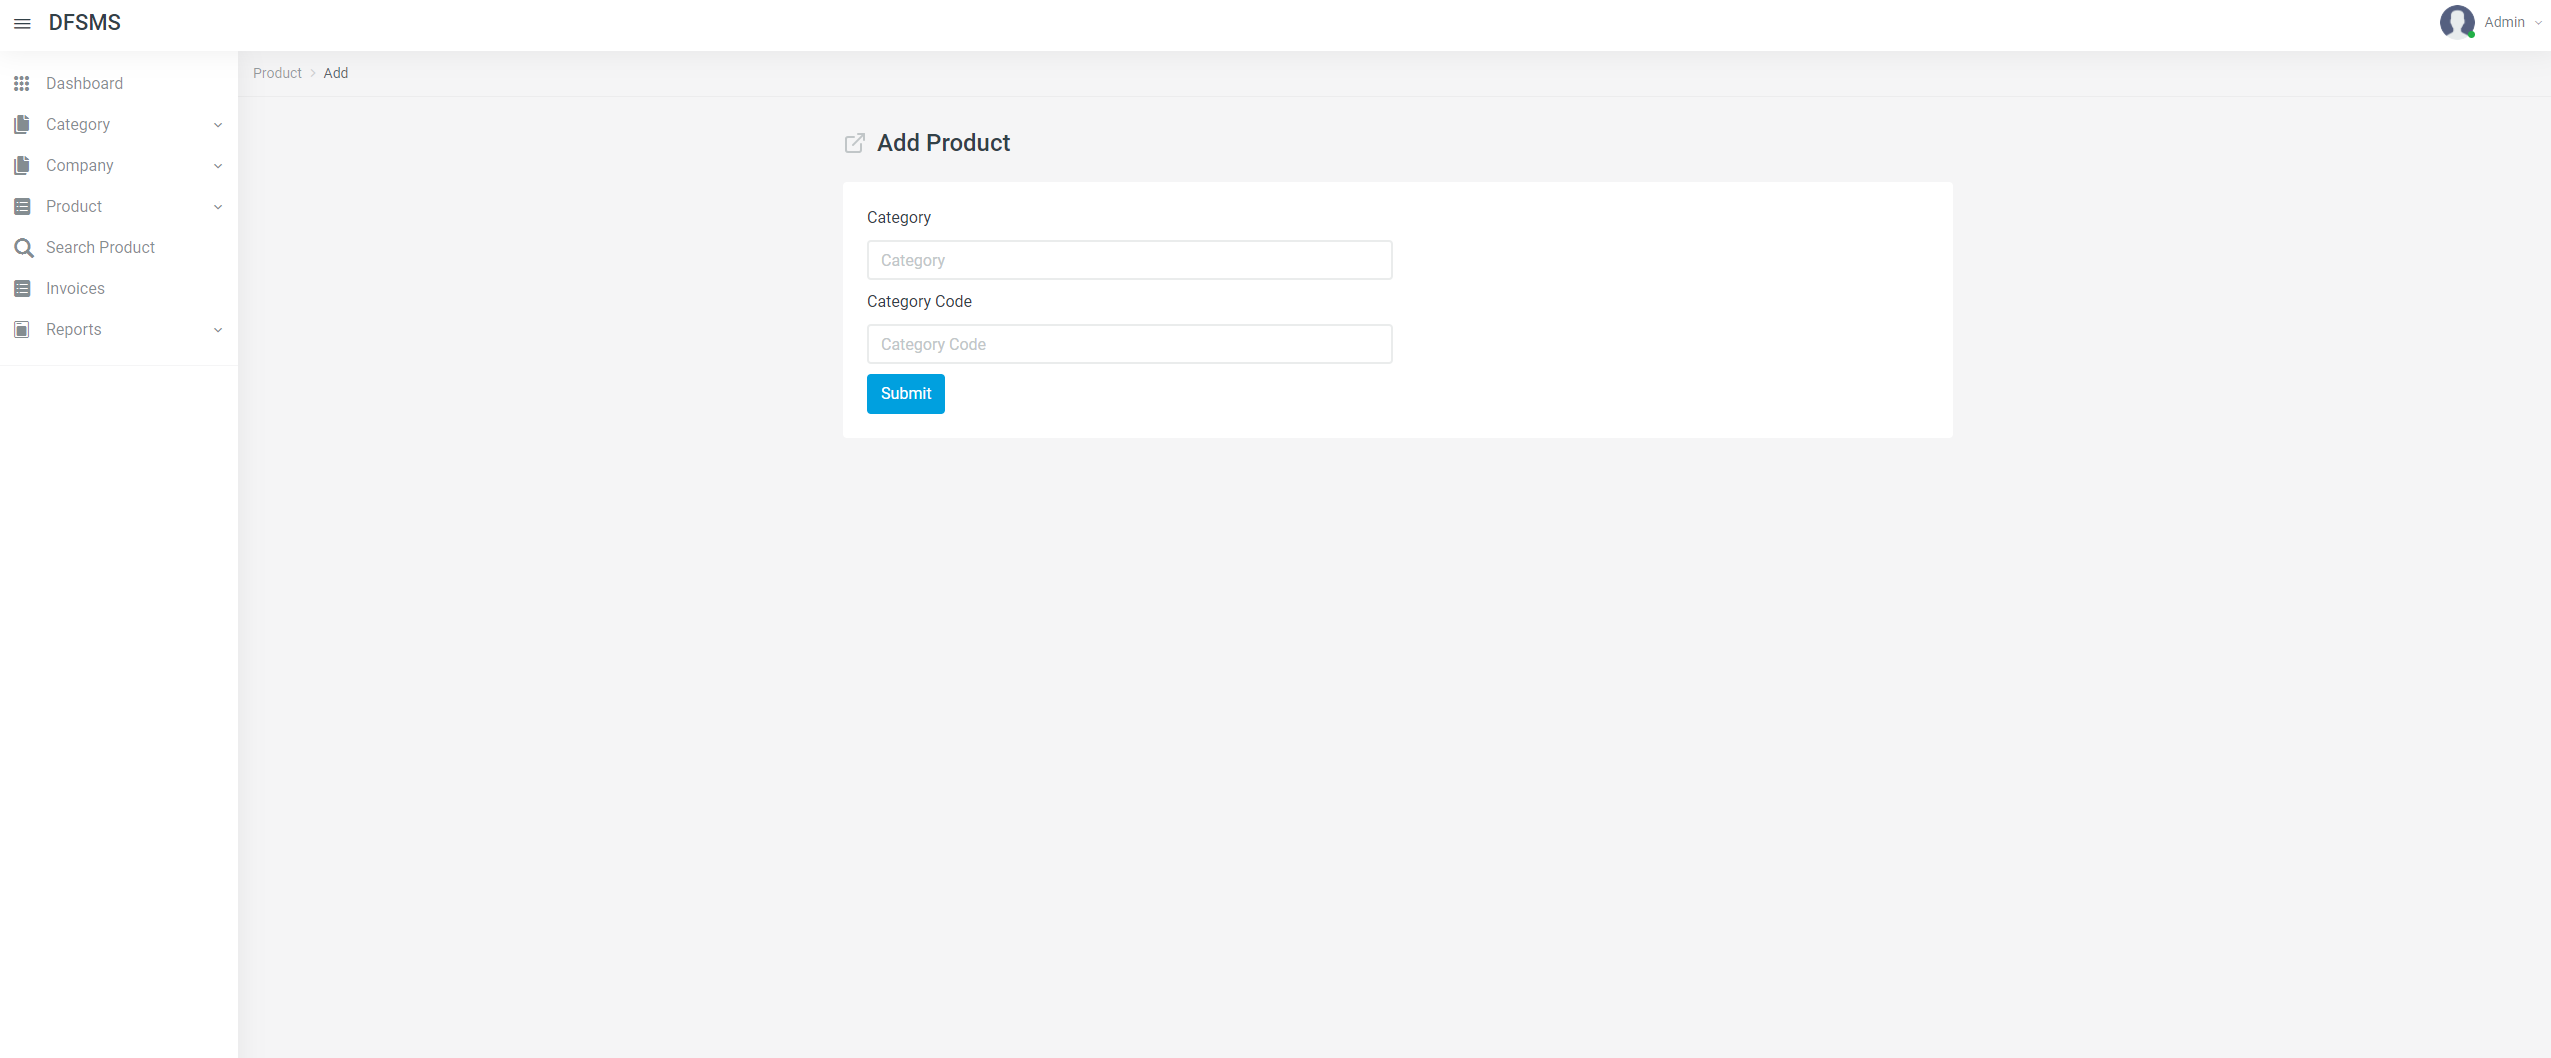 DFSMS
Admin
Dashboard
Category
Company
Product
Search Product
Invoices
Reports
Product > Add
Add Product
Category
Category
Category Code
Category Code
Submit